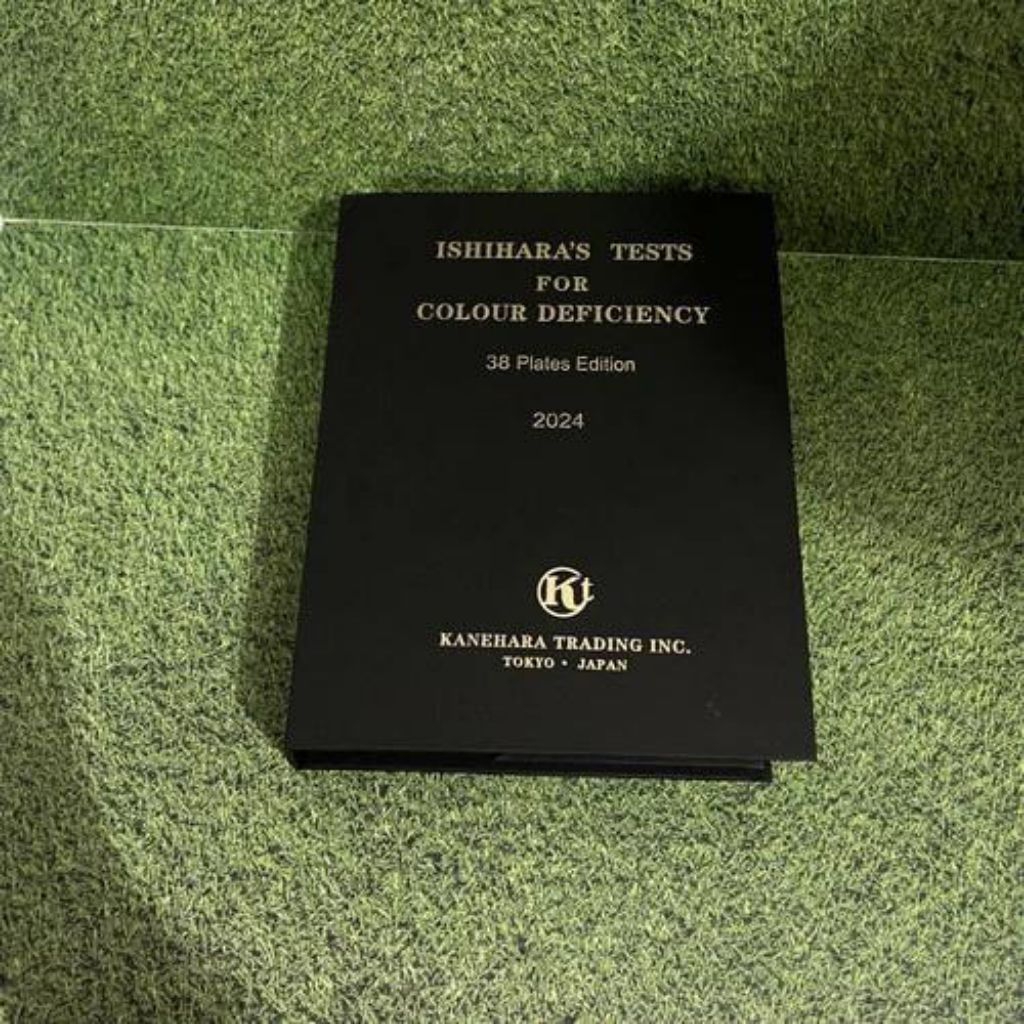 ISHIHARA'S TESTS
FOR
COLOUR DEFICIENCY
38 Plates Edition
2024
Kt
KANEHARA TRADING INC.
TOKYO • JAPAN